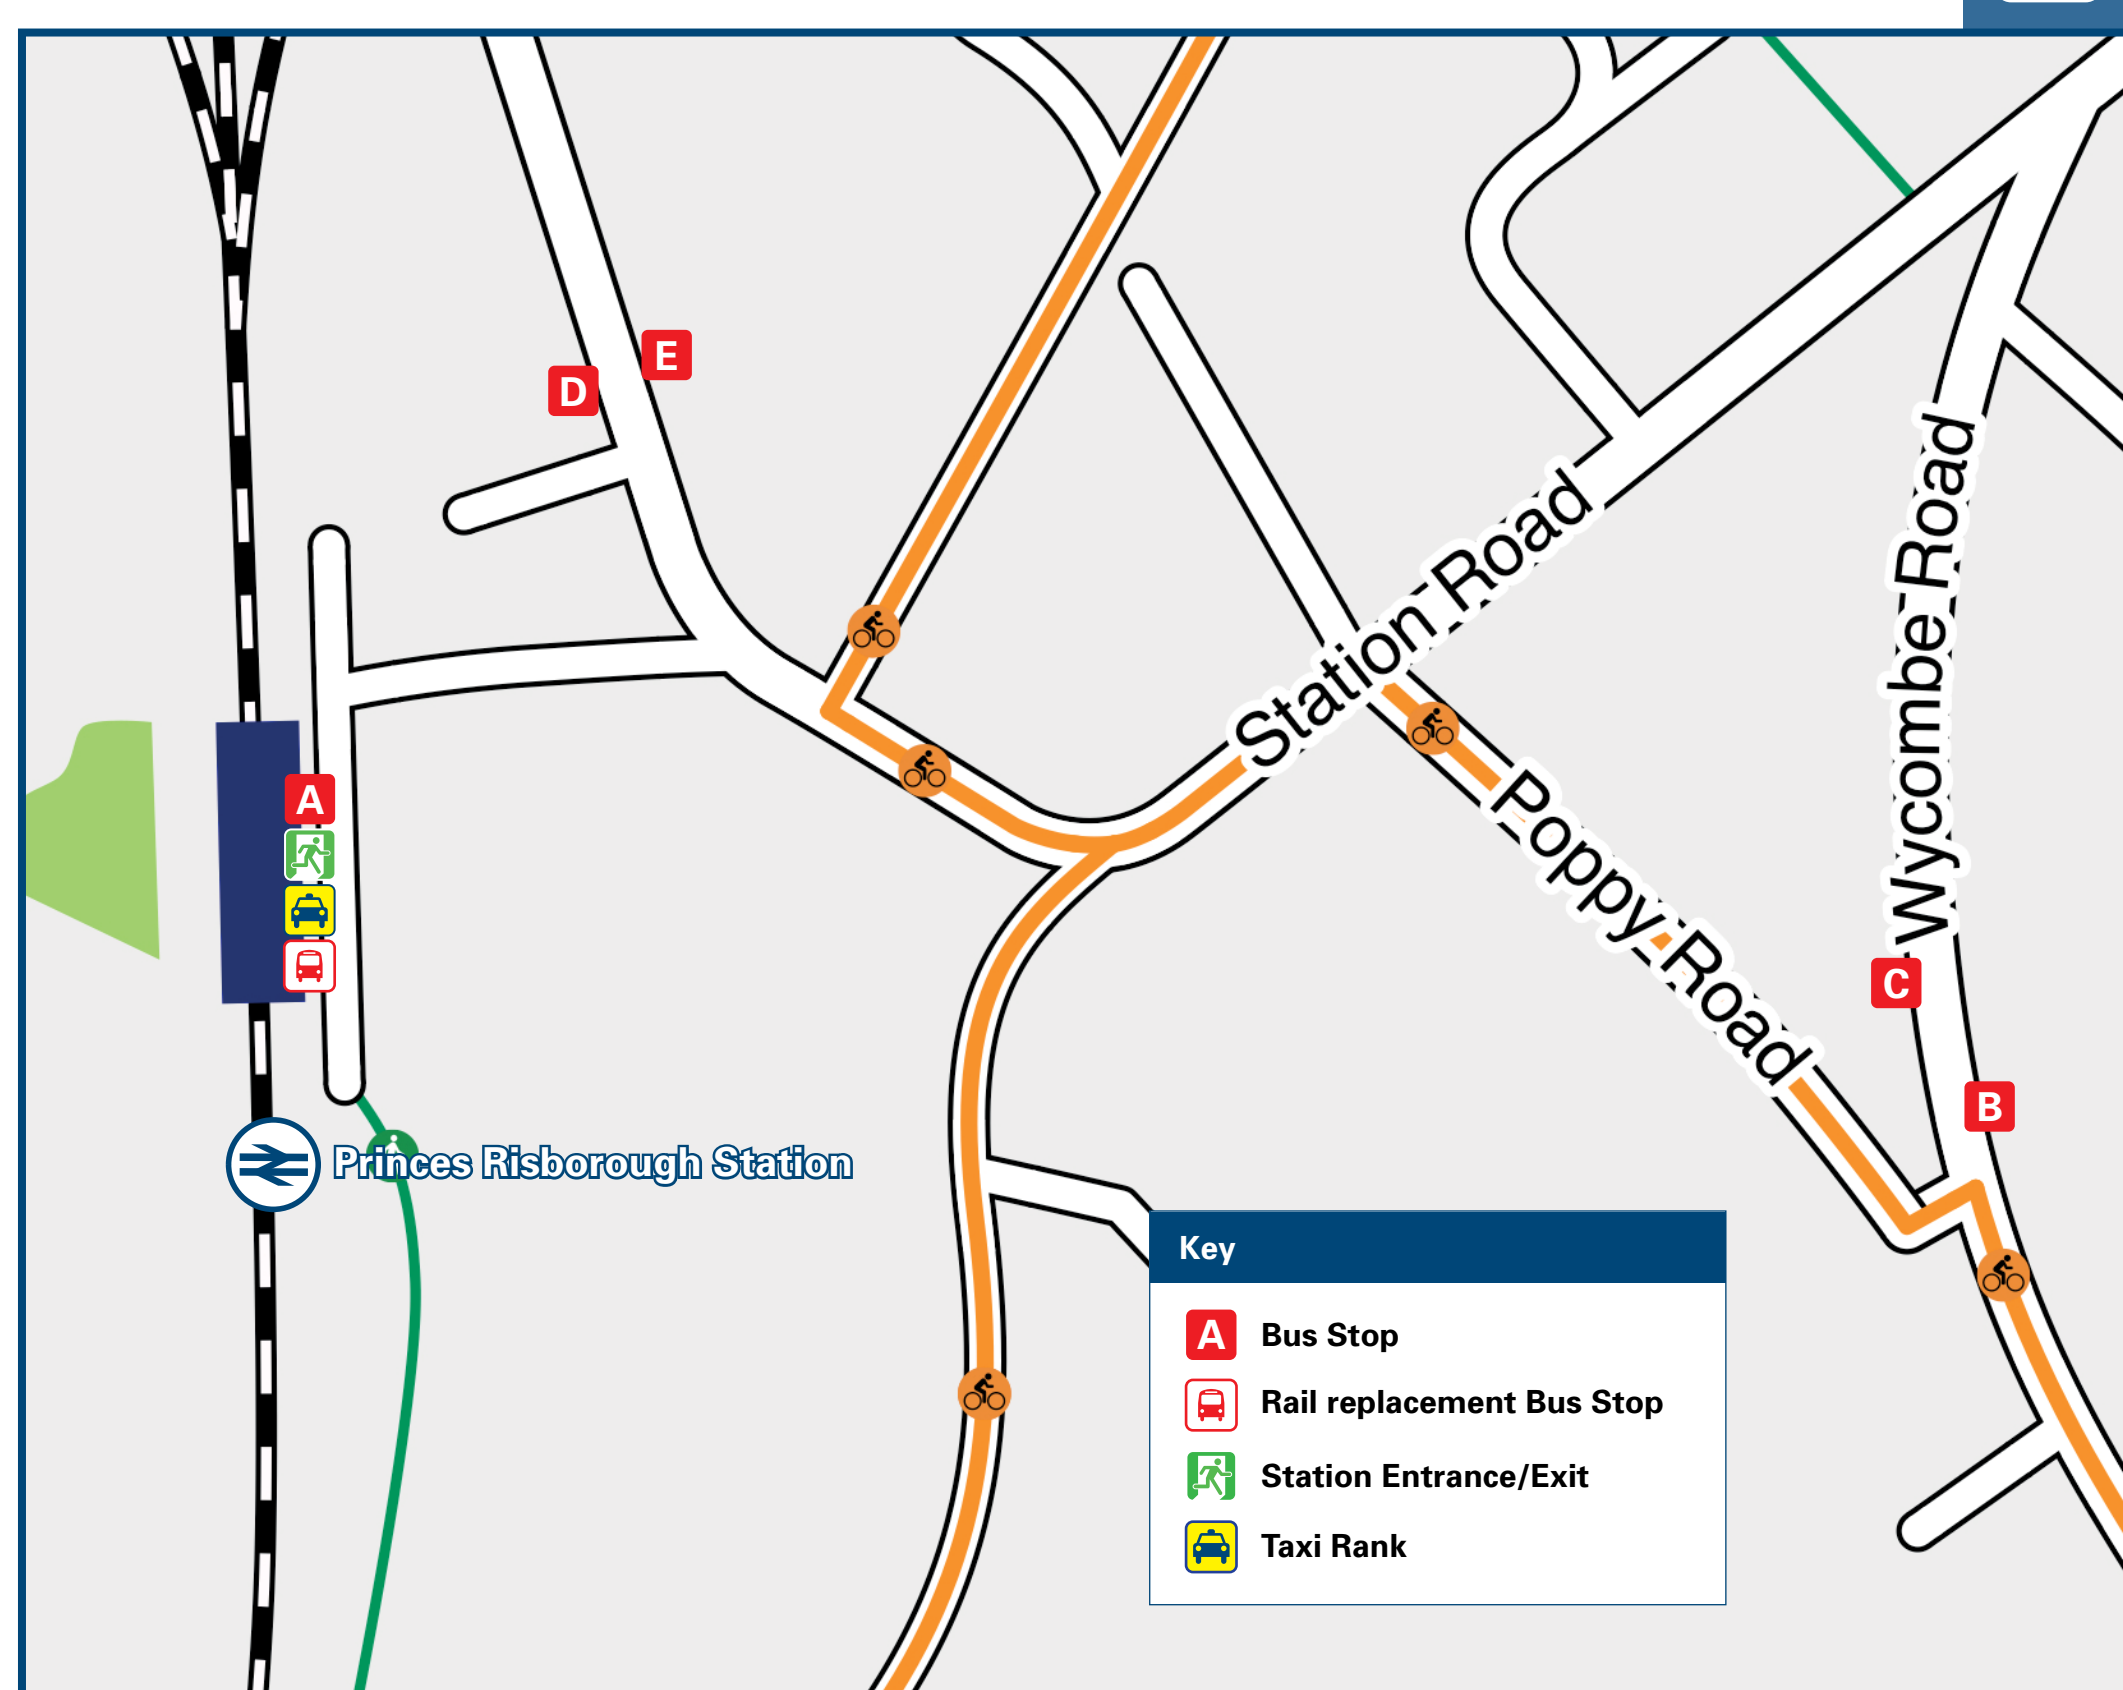 E
D
Station Road
Wycombe Road
Poppy Road
A
C
B
Princes Risborough Station
Key
A Bus Stop
Rail replacement Bus Stop
Station Entrance/Exit
Taxi Rank